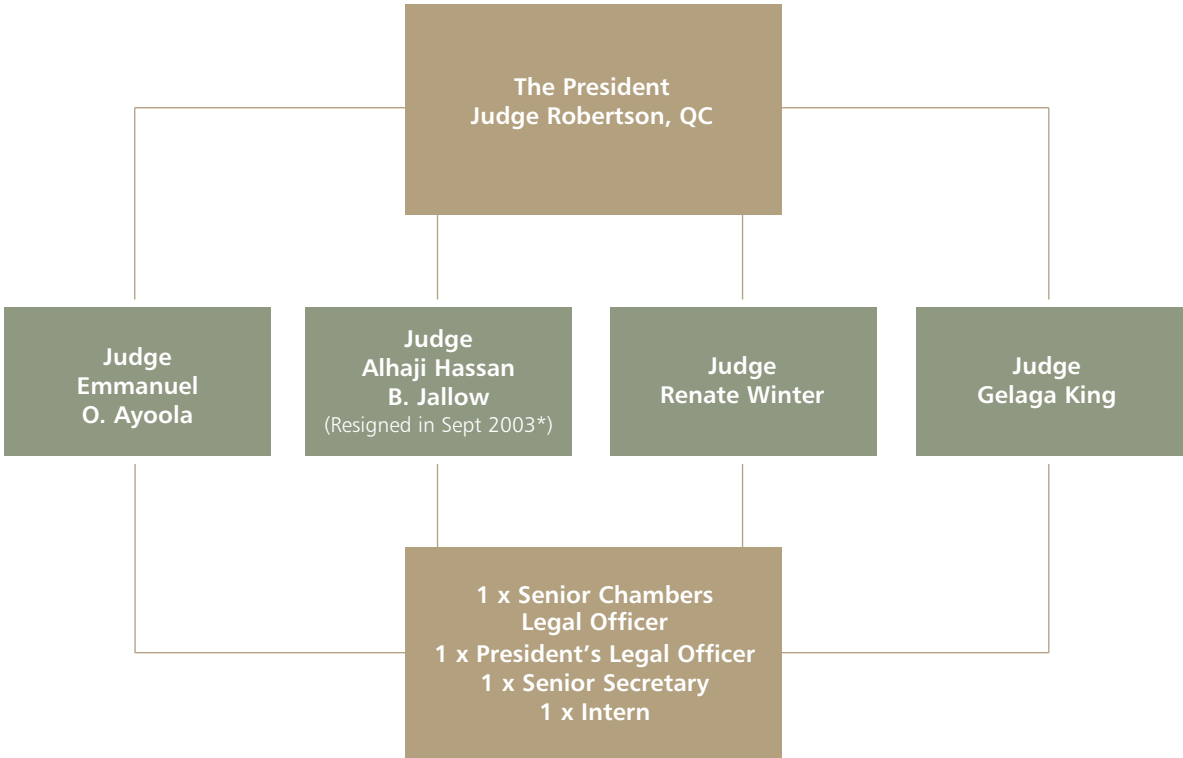 The President
Judge Robertson, QC
Judge
Emmanuel
O. Ayoola
Judge
Alhaji Hassan
B. Jallow
(Resigned in Sept 2003*)
Judge
Renate Winter
Judge
Gelaga King
1 x Senior Chambers
Legal Officer
1 x President’s Legal Officer
1 x Senior Secretary
1 x Intern